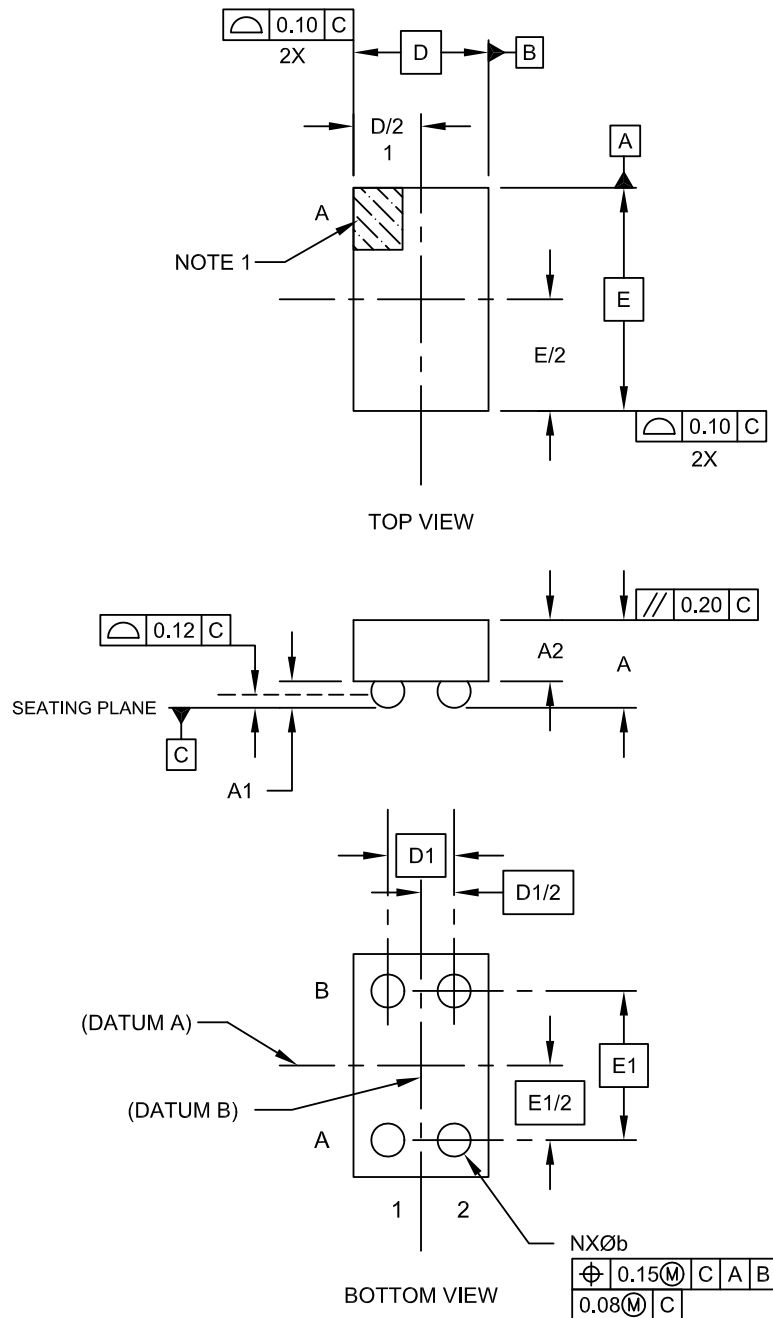 ⌓ 0.10 C
2X
D
B
D/2
1
A
A
NOTE 1
E
E/2
⌓ 0.10 C
2X
TOP VIEW
⌓ 0.12 C
// 0.20 C
A2
A
SEATING PLANE
C
A1
D1
D1/2
B
(DATUM A)
E1
(DATUM B)
E1/2
A
1 2
NXØb
⌖ 0.15Ⓜ C A B
0.08Ⓜ C
BOTTOM VIEW